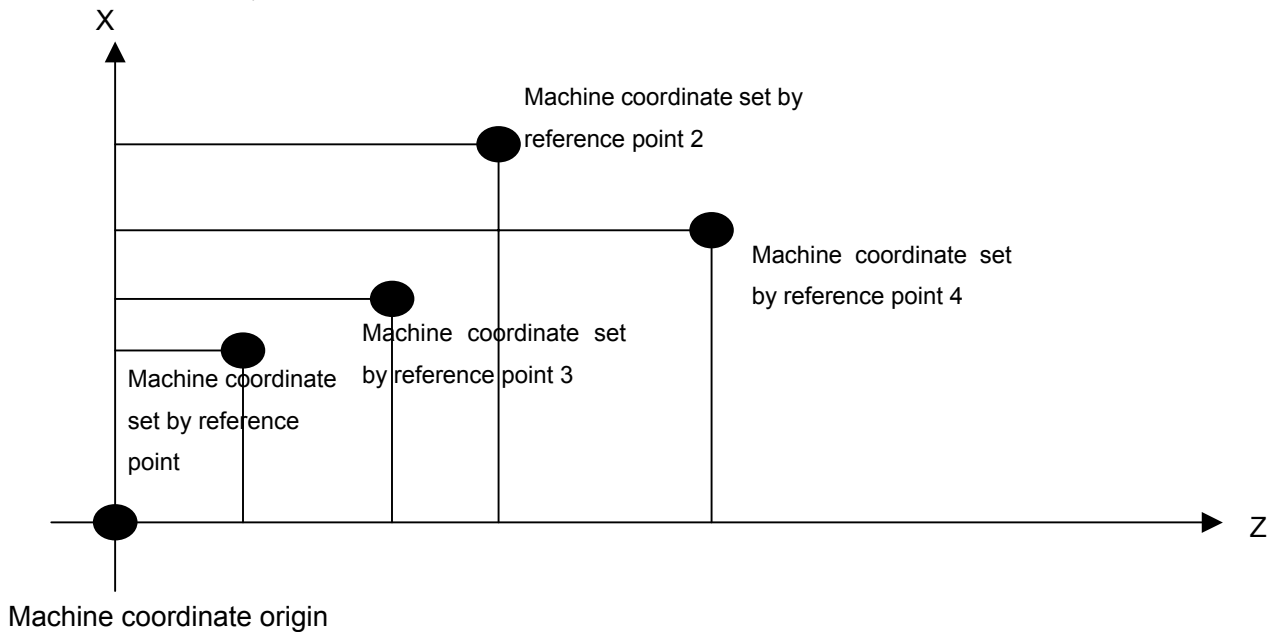 X
Machine coordinate set by
reference point 2
Machine coordinate set
by reference point 4
Machine coordinate set
by reference point 3
Machine coordinate
set by reference
point
Z
Machine coordinate origin